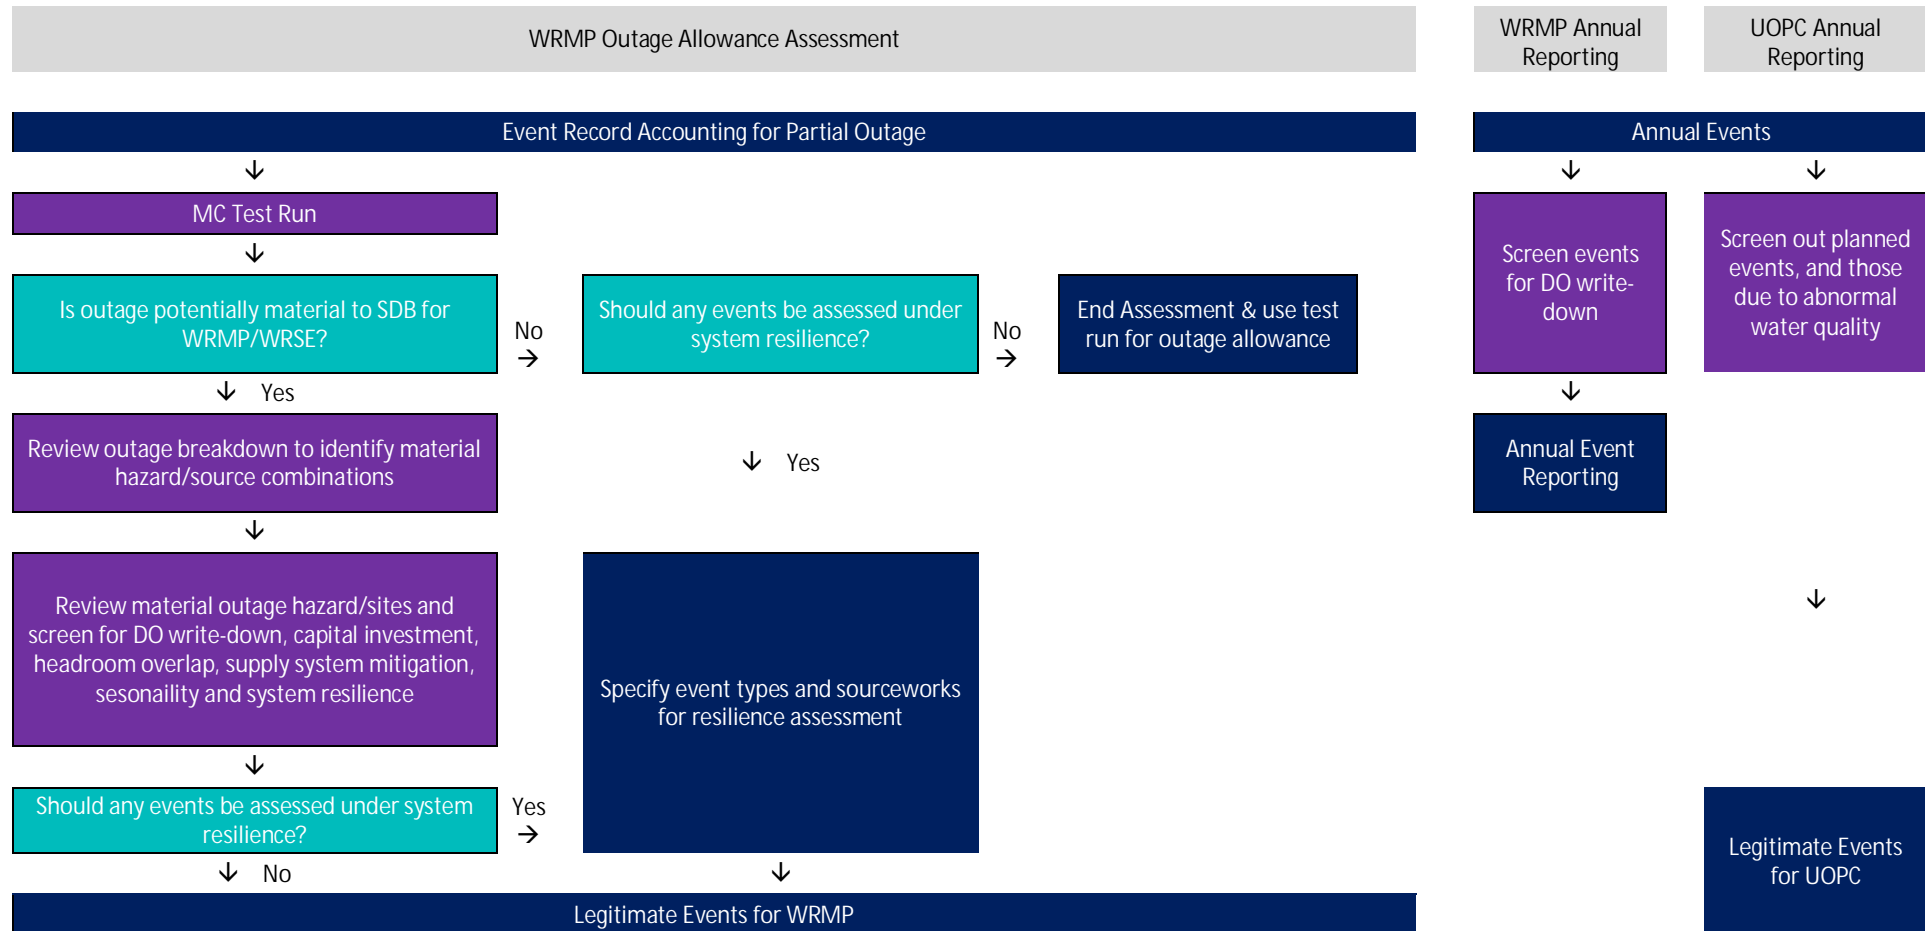 WRMP Outage Allowance Assessment
WRMP Annual
Reporting
UOPC Annual
Reporting
Event Record Accounting for Partial Outage
Annual Events
↓
↓
↓
MC Test Run
↓
Is outage potentially material to SDB for
WRMP/WRSE?
No
→
Should any events be assessed under
system resilience?
No
→
End Assessment & use test
run for outage allowance
Screen events
for DO write-
down
Screen out planned
events, and those
due to abnormal
water quality
↓ Yes
↓
Review outage breakdown to identify material
hazard/source combinations
↓ Yes
Annual Event
Reporting
↓
Review material outage hazard/sites and
screen for DO write-down, capital investment,
headroom overlap, supply system mitigation,
sesonaility and system resilience
Specify event types and sourceworks
for resilience assessment
↓
↓
Should any events be assessed under system
resilience?
Yes
→
Legitimate Events
for UOPC
↓ No
↓
Legitimate Events for WRMP